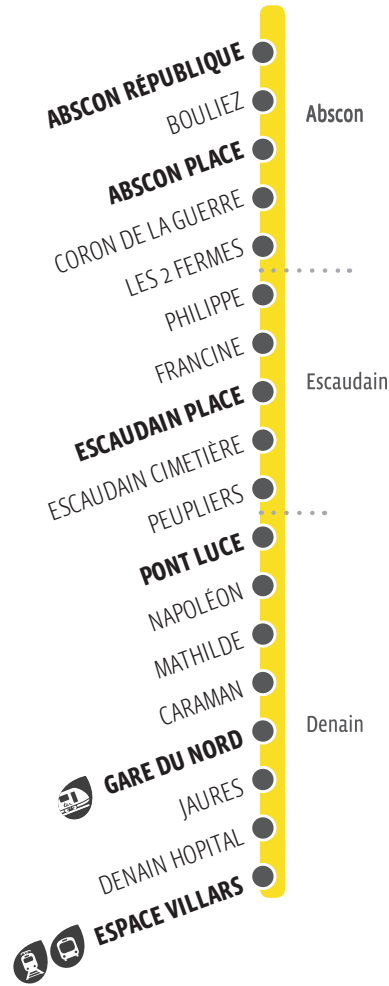 ABSCON RÉPUBLIQUE
BOULIEZ
ABSCON PLACE
CORON DE LA GUERRE
LES 2 FERMES
Abscon
PHILIPPE
FRANCINE
ESCAUDAIN PLACE
ESCAUDAIN CIMETIÈRE
PEUPLIERS
Escaudain
PONT LUCE
NAPOLÉON
MATHILDE
CARAMAN
GARE DU NORD
JAURES
DENAIN HOPITAL
ESPACE VILLARS
Denain